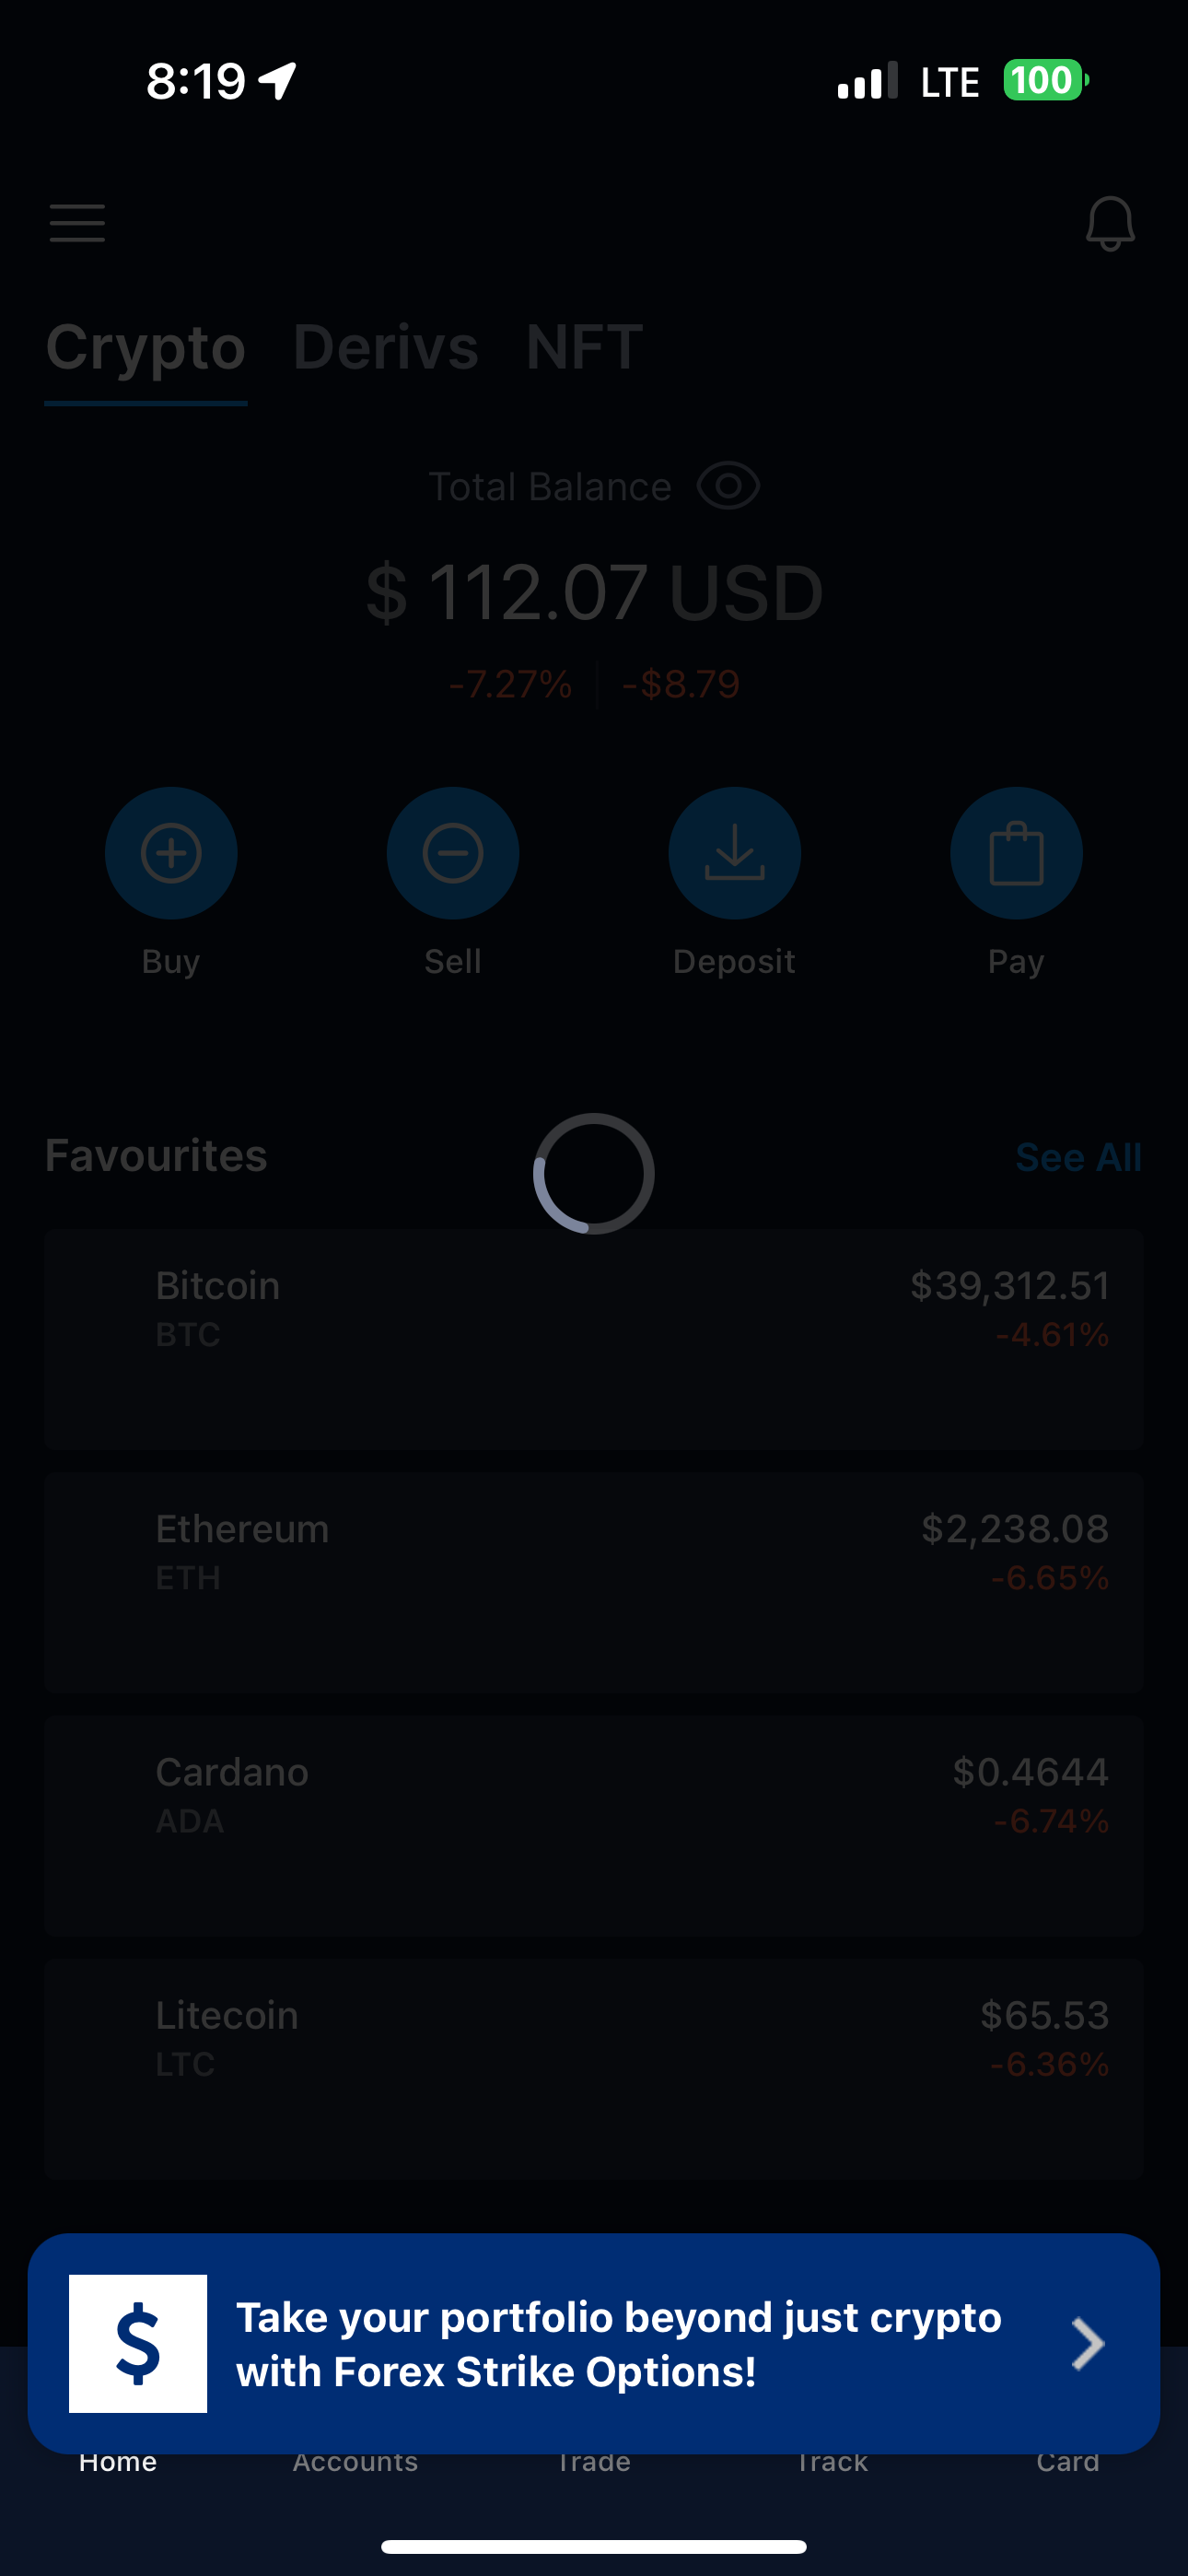 8:19 LTE 100
Crypto Derivs NFT
Total Balance
$ 112.07 USD
-7.27% -$8.79
Buy Sell Deposit Pay
Favourites See All
Bitcoin $39,312.51
BTC -4.61%
Ethereum $2,238.08
ETH -6.65%
Cardano $0.4644
ADA -6.74%
Litecoin $65.53
LTC -6.36%
$
Take your portfolio beyond just crypto
with Forex Strike Options!
Home Accounts Trade Track Card